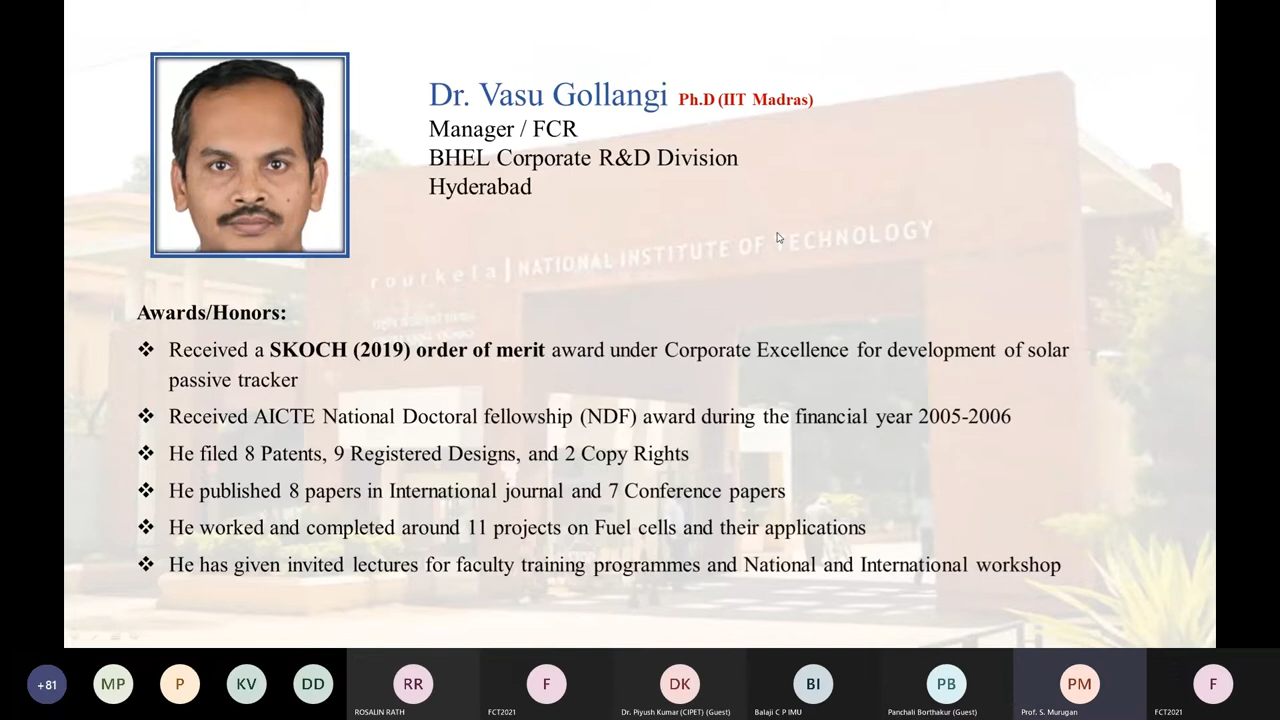 Dr. Vasu Gollangi Ph.D (IIT Madras)
Manager / FCR
BHEL Corporate R&D Division
Hyderabad
rourkela | NATIONAL INSTITUTE OF TECHNOLOGY
Awards/Honors:
❖ Received a SKOCH (2019) order of merit award under Corporate Excellence for development of solar
passive tracker
❖ Received AICTE National Doctoral fellowship (NDF) award during the financial year 2005-2006
❖ He filed 8 Patents, 9 Registered Designs, and 2 Copy Rights
❖ He published 8 papers in International journal and 7 Conference papers
❖ He worked and completed around 11 projects on Fuel cells and their applications
❖ He has given invited lectures for faculty training programmes and National and International workshop
+81 MP P KV DD RR F DK BI PB PM F
ROSALIN RATH FCT2021 Dr. Piyush Kumar(CIPET) (Guest) Balaji C P IMU Panchali Borthakur (Guest) Prof. S. Murugan FCT2021